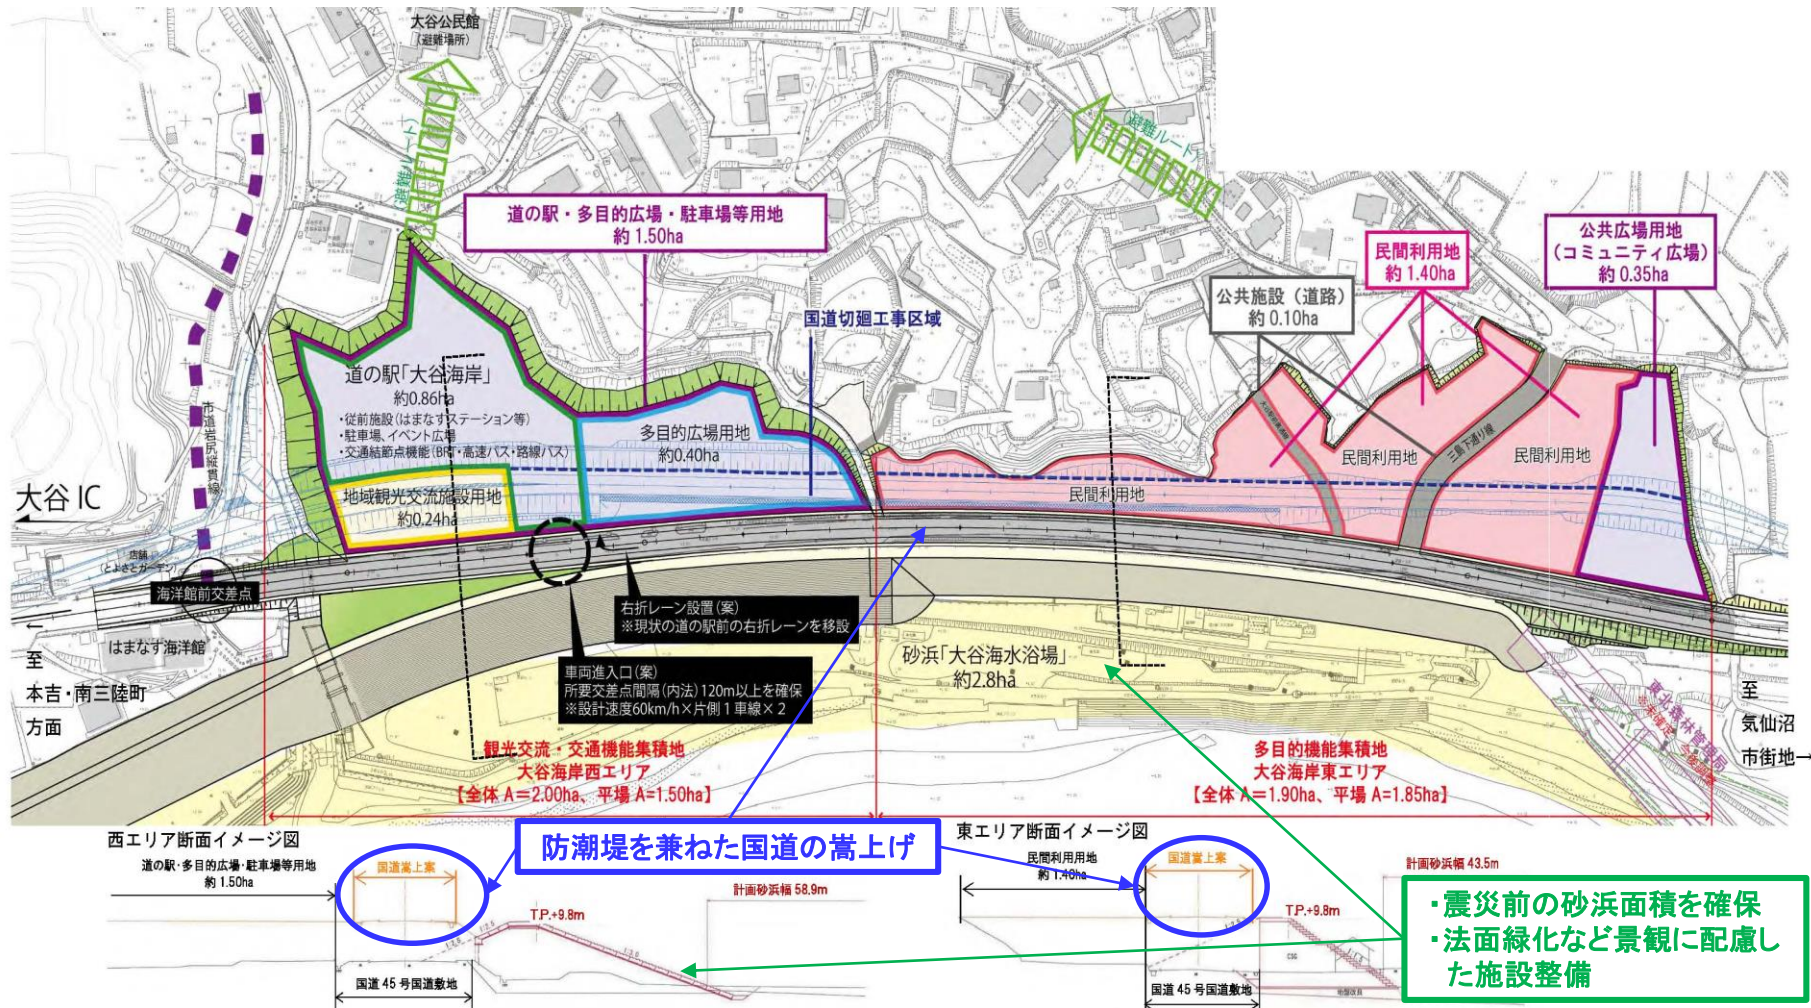 大谷公民館
(避難場所)
(避難ルート)
(避難ルート)
道の駅・多目的広場・駐車場等用地
約 1.50ha
公共広場用地
(コミュニティ広場)
約 0.35ha
民間利用地
約 1.40ha
公共施設（道路）
約 0.10ha
国道切廻工事区域
道の駅「大谷海岸」
約0.86ha
・従前施設(はまなすステーション等)
・駐車場、イベント広場
・交通結節点機能(BRT・高速バス・路線バス)
多目的広場用地
約0.40ha
地域観光交流施設用地
約0.24ha
民間利用地
民間利用地
民間利用地
三島下通り線
市道岩尻縦貫線
大谷 IC
店舗
(とよさとガーデン)
海洋館前交差点
はまなす海洋館
至
本吉・南三陸町
方面
右折レーン設置(案)
※現状の道の駅前の右折レーンを移設
車両進入口(案)
所要交差点間隔(内法)120m以上を確保
※設計速度60km/h×片側1車線×2
砂浜「大谷海水浴場」
約2.8ha
東北森林管理局
至
気仙沼
市街地→
観光交流・交通機能集積地
大谷海岸西エリア
【全体 A=2.00ha、平場 A=1.50ha】
多目的機能集積地
大谷海岸東エリア
【全体 A=1.90ha、平場 A=1.85ha】
防潮堤を兼ねた国道の嵩上げ
西エリア断面イメージ図
道の駅・多目的広場・駐車場等用地
約 1.50ha
国道嵩上案
計画砂浜幅 58.9m
T.P.+9.8m
国道 45 号国道敷地
東エリア断面イメージ図
民間利用用地
約 1.40ha
国道嵩上案
計画砂浜幅 43.5m
T.P.+9.8m
国道 45 号国道敷地
・震災前の砂浜面積を確保
・法面緑化など景観に配慮し
た施設整備